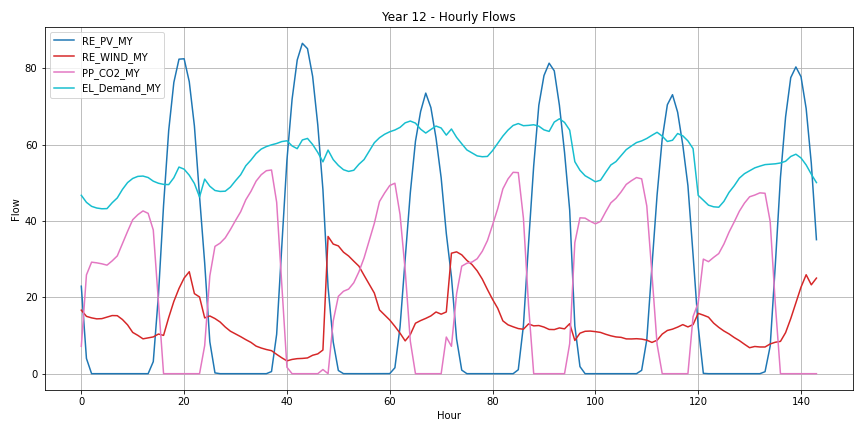 Year 12 - Hourly Flows
RE_PV_MY
RE_WIND_MY
PP_CO2_MY
EL_Demand_MY
80
60
40
20
0
Flow
0 20 40 60 80 100 120 140
Hour